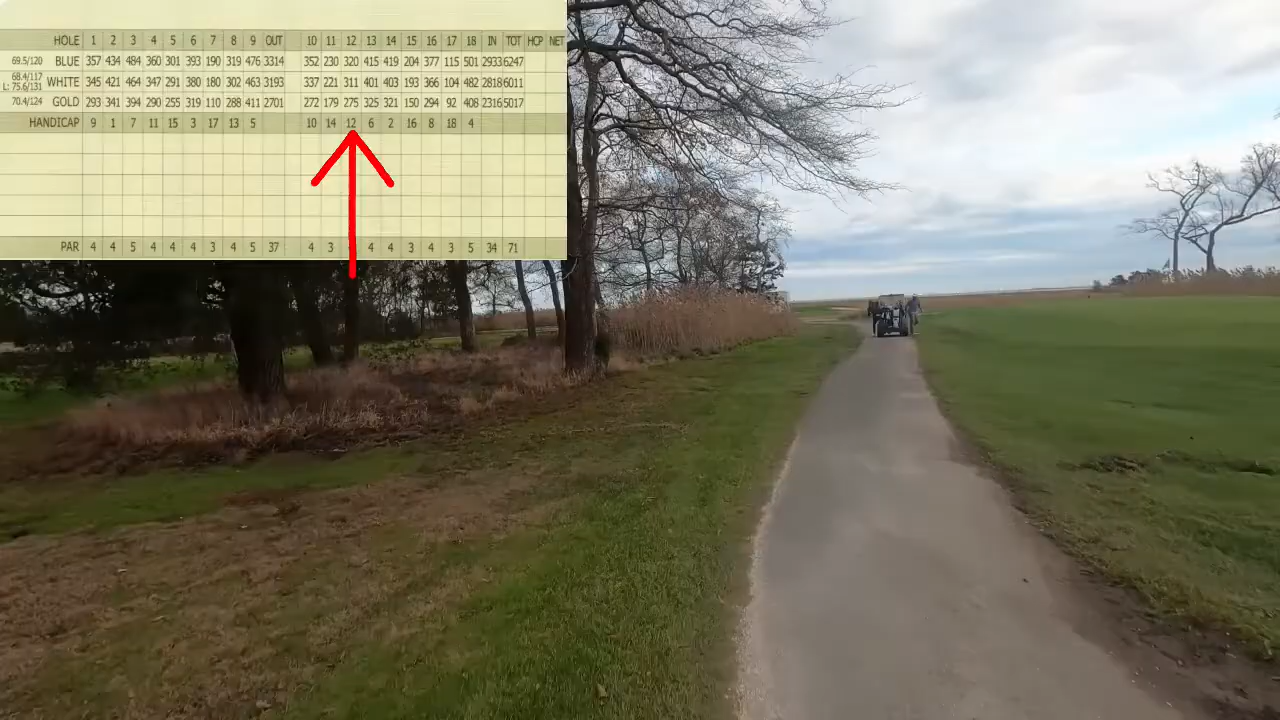 HOLE 1 2 3 4 5 6 7 8 9 OUT 10 11 12 13 14 15 16 17 18 IN TOT HCP NET
69.5/120 BLUE 357 434 484 360 301 393 190 319 476 3314 352 230 320 415 419 204 377 115 501 2933 6247
68.4/117 L: 75.6/131 WHITE 345 421 464 347 291 380 180 302 463 3193 337 221 311 401 403 193 366 104 482 2818 6011
70.4/124 GOLD 293 341 394 290 255 319 110 288 411 2701 272 179 275 325 321 150 294 92 408 2316 5017
HANDICAP 9 1 7 11 15 3 17 13 5 10 14 12 6 2 16 8 18 4
PAR 4 4 5 4 4 4 3 4 5 37 4 3 4 4 3 4 3 5 34 71